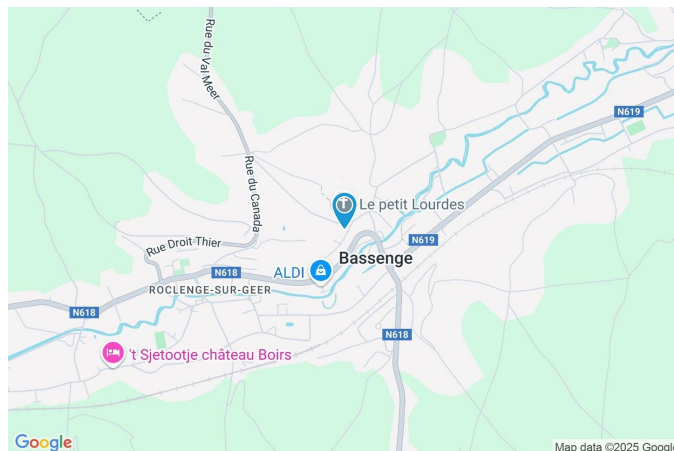 Rue du Val Meer
N619
Rue du Canada
Le petit Lourdes
N619
Rue Droit Thier
Bassenge
ALDI
N618
ROCLENGE-SUR-GEER
N618
N618
't Sjetootje château Boirs
Google
Map data ©2025 Google